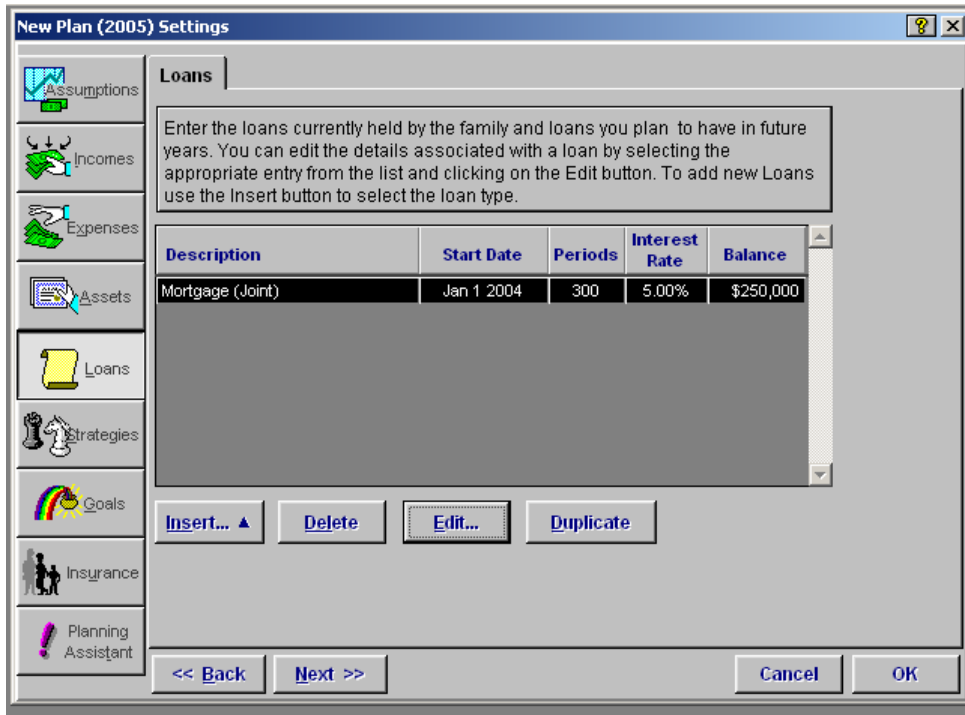 New Plan (2005) Settings
Assumptions
Incomes
Expenses
Assets
Loans
Strategies
Goals
Insurance
Planning
Assistant
Loans
Enter the loans currently held by the family and loans you plan to have in future
years. You can edit the details associated with a loan by selecting the
appropriate entry from the list and clicking on the Edit button. To add new Loans
use the Insert button to select the loan type.
Description Start Date Periods Interest Rate Balance
Mortgage (Joint) Jan 1 2004 300 5.00% $250,000
Insert... Delete Edit... Duplicate
<< Back Next >> Cancel OK